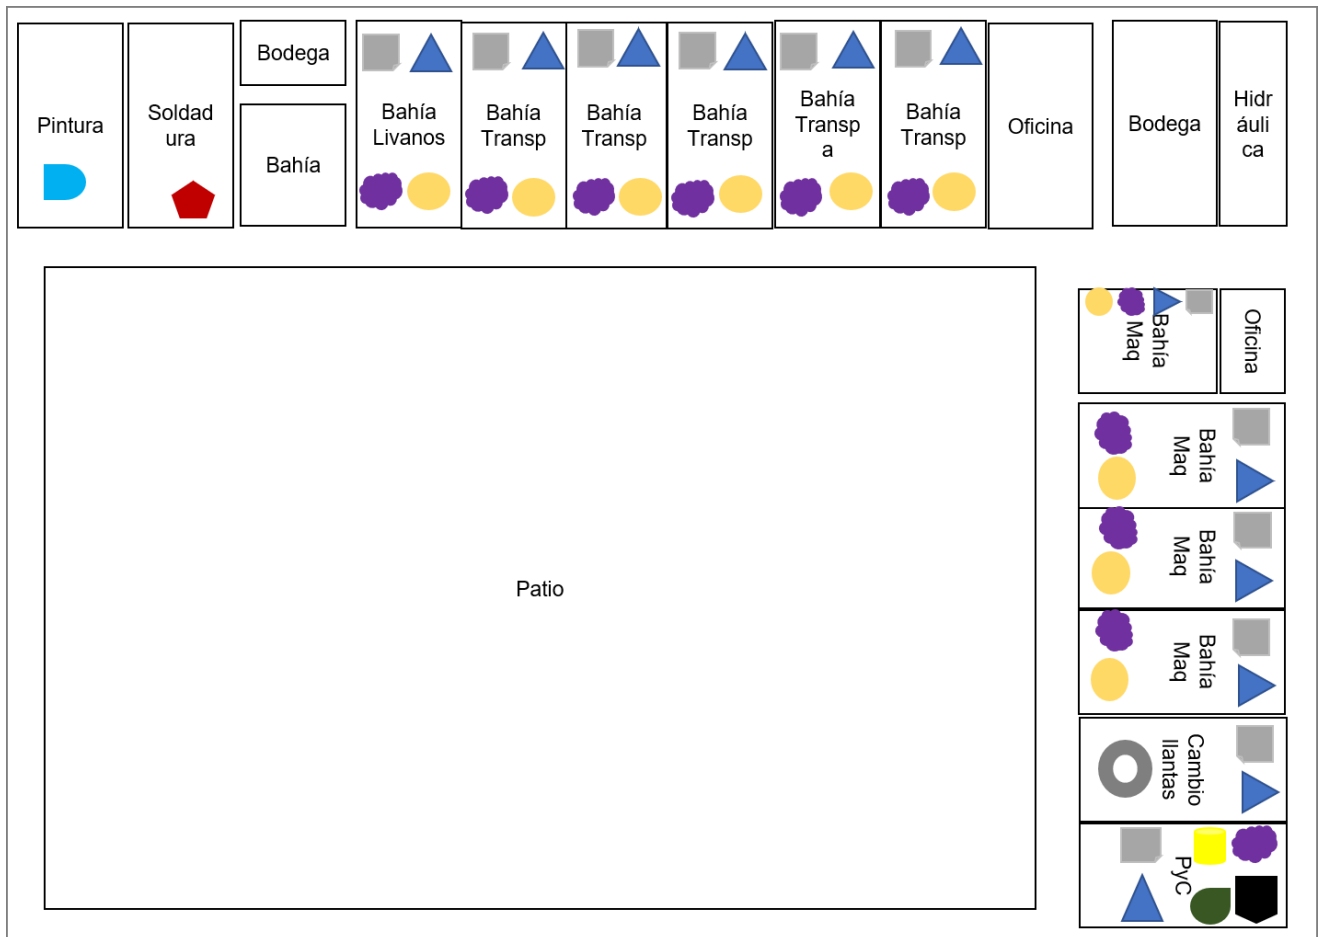 Pintura
Soldad
ura
Bodega
Bahía
Bahía
Livanos
Bahía
Transp
Bahía
Transp
Bahía
Transp
Bahía
Transp
a
Bahía
Transp
Oficina
Bodega
Hidr
áuli
ca
Patio
Bahía
Maq
Oficina
Bahía
Maq
Bahía
Maq
Bahía
Maq
Cambio
llantas
PyC